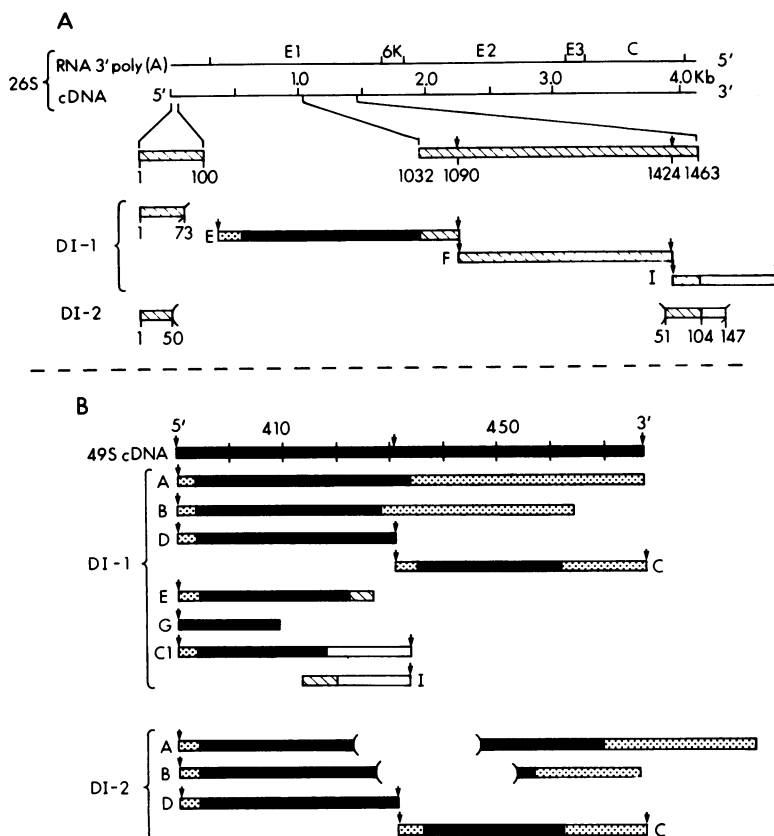 A
E1 6K E2 E3 C
26S RNA 3' poly (A) 5'
1.0 2.0 3.0 4.0 Kb
cDNA 5' 3'
1 100 1032 1090 1424 1463
DI-1
1 73 E F I
DI-2
1 50 51 104 147
B
5' 410 450 3'
49S cDNA
DI-1
A
B
D
C
E
G
C1
I
DI-2
A
B
D
C